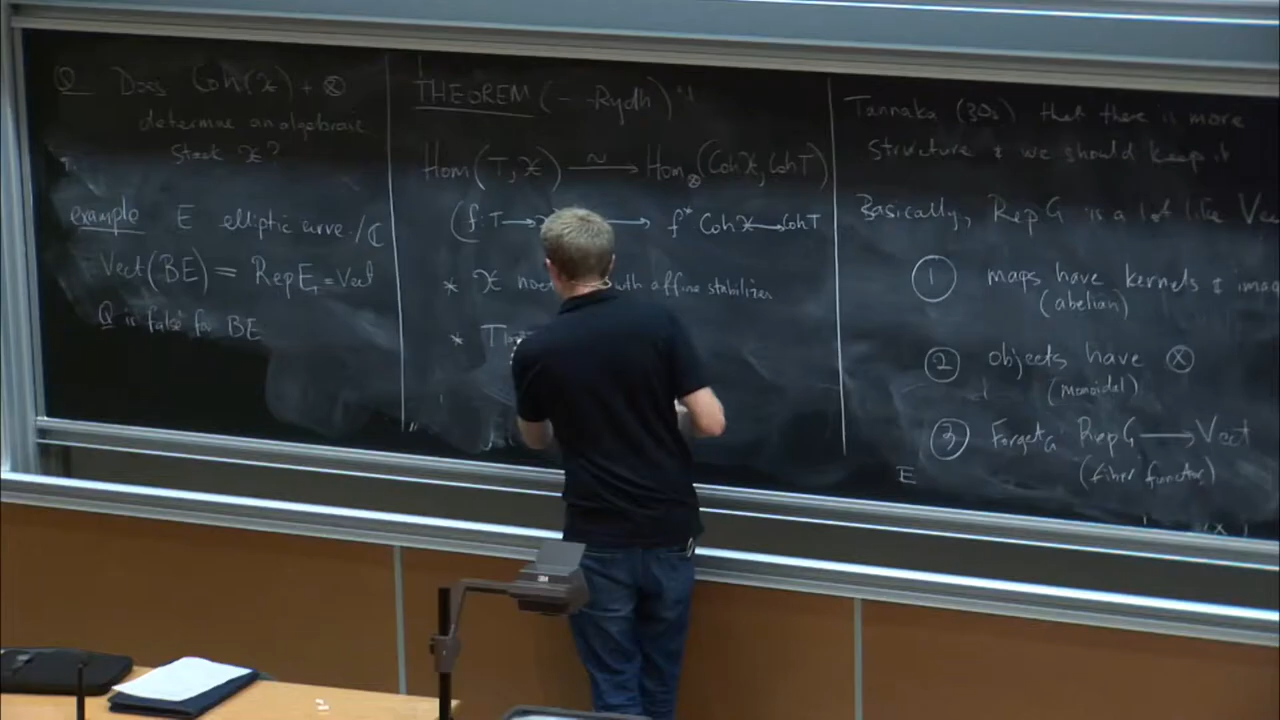 Q Does Coh(𝒳) + ⊗
determine an algebraic
stack 𝒳?
example E elliptic curve /ℂ
Vect(BE) = Rep E = Vect
Q is false for BE
THEOREM ( - - Rydh)
Hom(T, 𝒳) ⟶ Hom⊗(Coh 𝒳, Coh T)
(f: T → ⟶ f* Coh 𝒳 → Coh T
* 𝒳 with affine stabilizer
* T
Tannaka (30s) that there is more
structure & we should keep it
Basically, Rep G is a lot like Vec
① maps have kernels & imag
(abelian)
② objects have ⊗
(monoidal)
③ Forget: Rep G ⟶ Vect
(fiber functor)
E